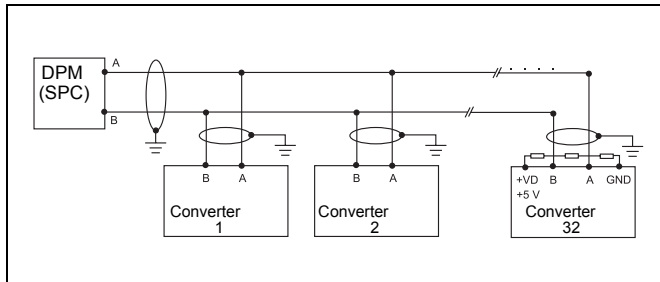 DPM
(SPC)
A
B
B A
Converter
1
B A
Converter
2
+VD B A GND
+5 V
Converter
32